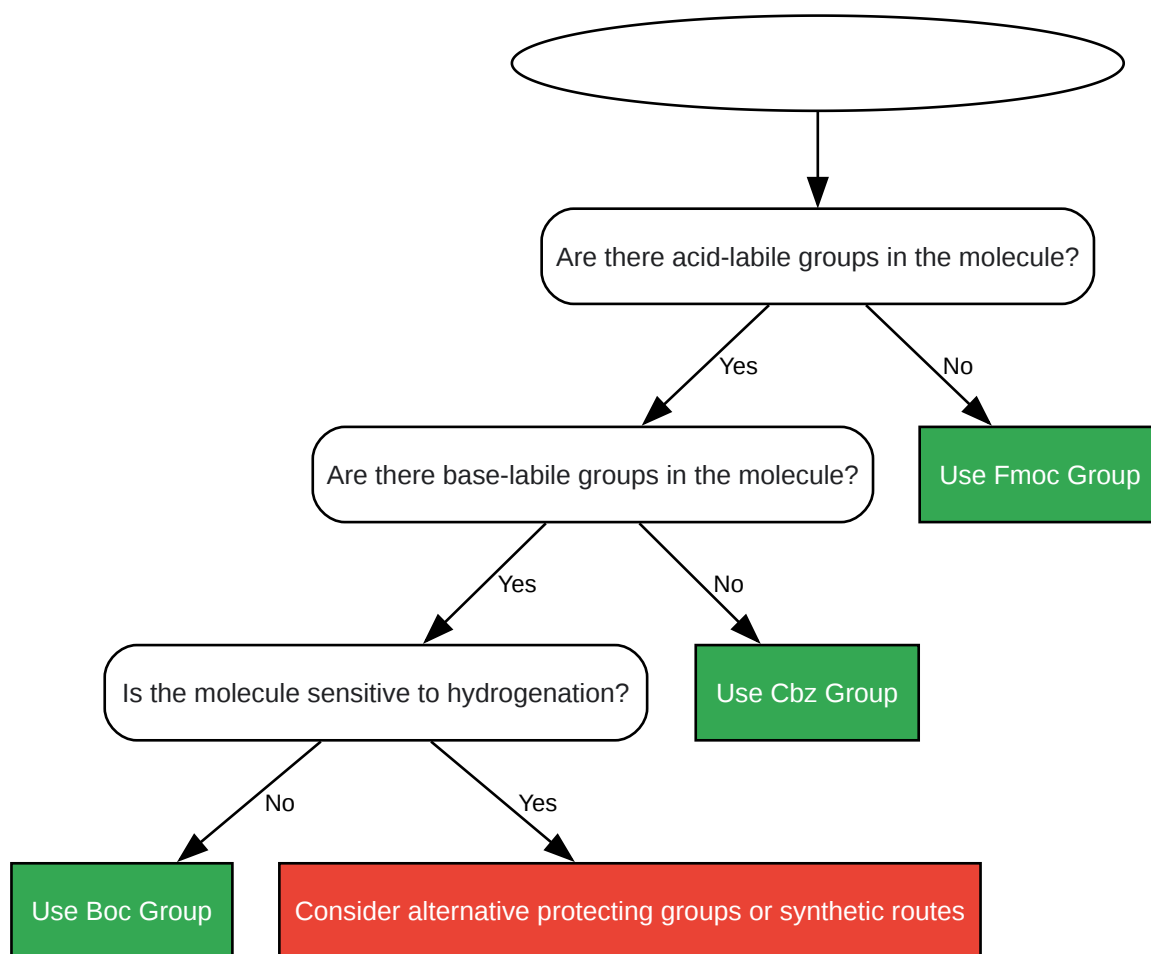 Are there acid-labile groups in the molecule?
Yes
No
Are there base-labile groups in the molecule?
Use Fmoc Group
Yes
No
Is the molecule sensitive to hydrogenation?
Use Cbz Group
No
Yes
Use Boc Group
Consider alternative protecting groups or synthetic routes